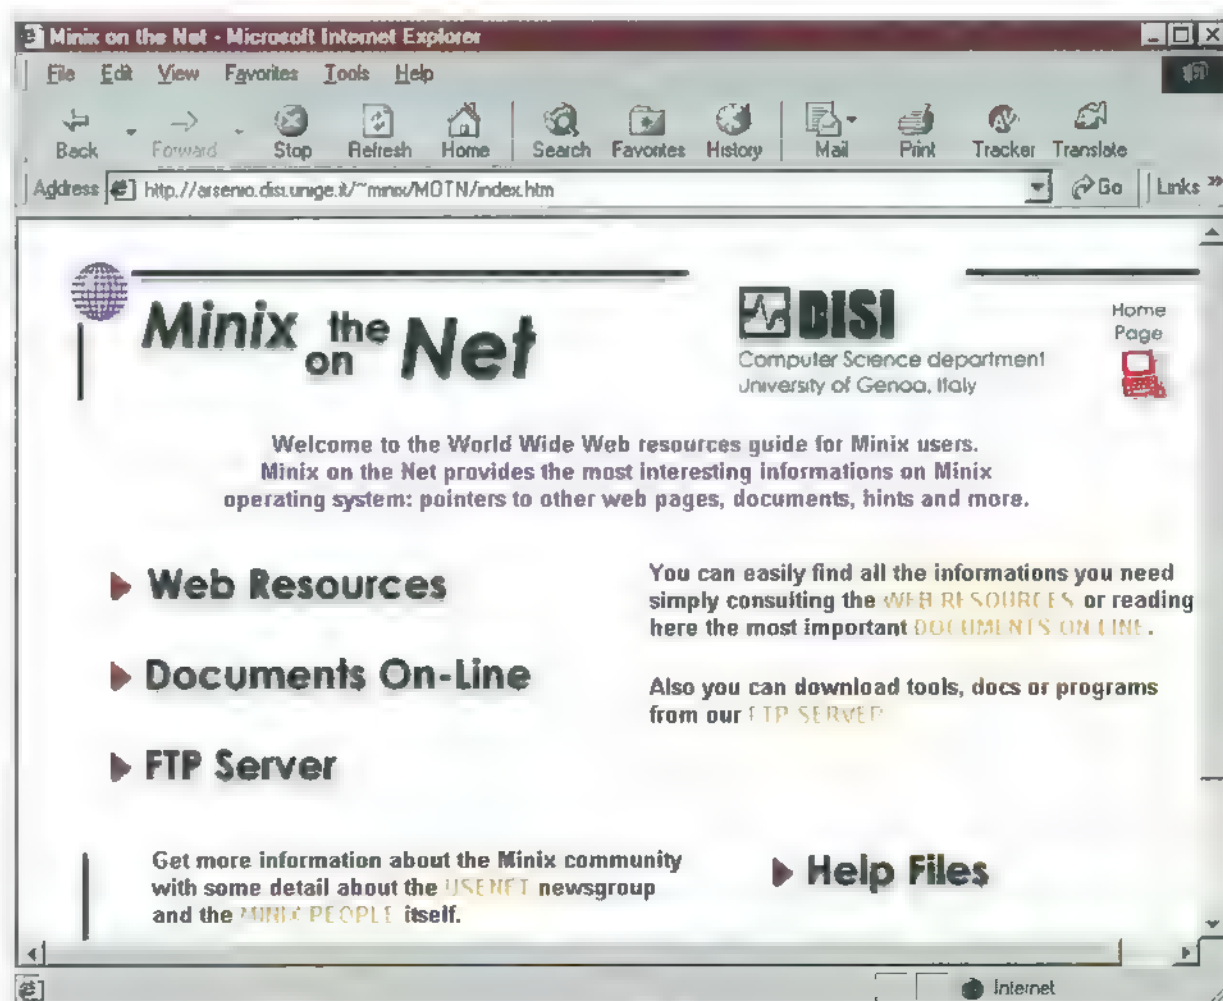 Minix on the Net - Microsoft Internet Explorer
File Edit View Favorites Tools Help
Back Forward Stop Refresh Home Search Favorites History Mail Print Tracker Translate
Address http://arsenio.disi.unige.it/~minix/MOTN/index.htm Go Links »
Minix on the Net
DISI
Computer Science department
University of Genoa, Italy
Home
Page
Welcome to the World Wide Web resources guide for Minix users.
Minix on the Net provides the most interesting informations on Minix
operating system: pointers to other web pages, documents, hints and more.
Web Resources
Documents On-Line
FTP Server
You can easily find all the informations you need
simply consulting the WEB RESOURCES or reading
here the most important DOCUMENTS ON LINE.
Also you can download tools, docs or programs
from our FTP SERVER
Get more information about the Minix community
with some detail about the USENET newsgroup
and the MINIX PEOPLE itself.
Help Files
Internet